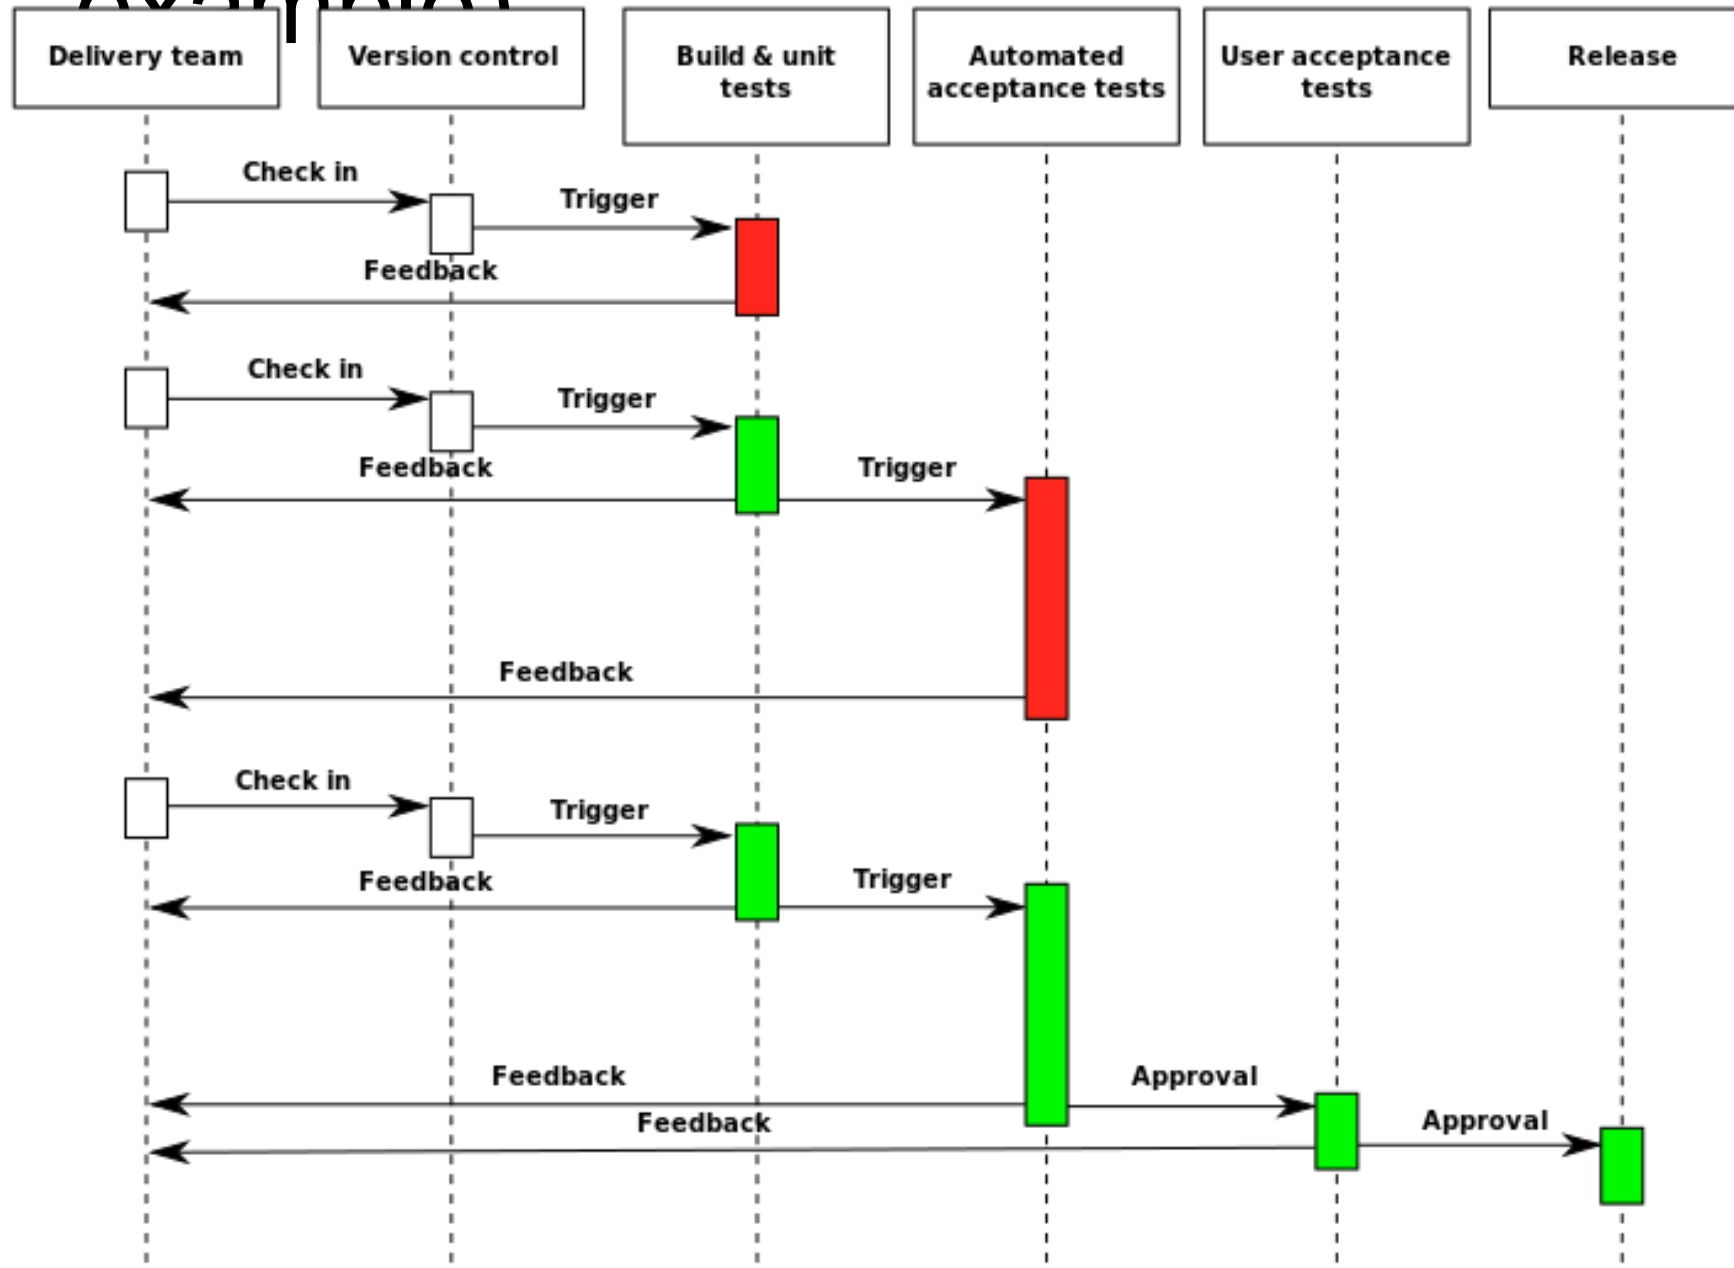 Delivery team
Version control
Build & unit
tests
Automated
acceptance tests
User acceptance
tests
Release
Check in
Trigger
Feedback
Check in
Trigger
Feedback
Trigger
Feedback
Check in
Trigger
Feedback
Trigger
Feedback
Approval
Feedback
Approval